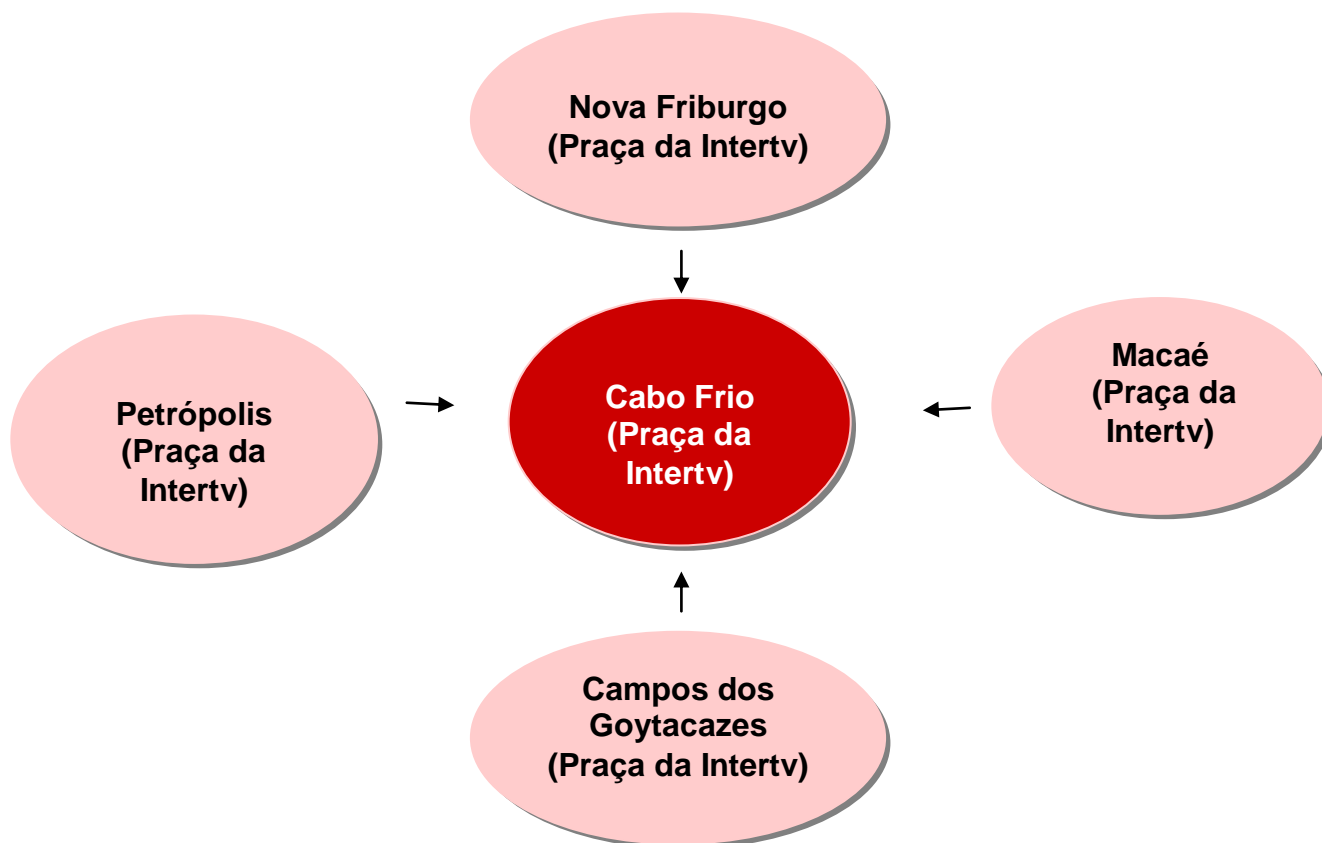 Nova Friburgo
(Praça da Intertv)
Petrópolis
(Praça da
Intertv)
Cabo Frio
(Praça da
Intertv)
Macaé
(Praça da
Intertv)
Campos dos
Goytacazes
(Praça da Intertv)